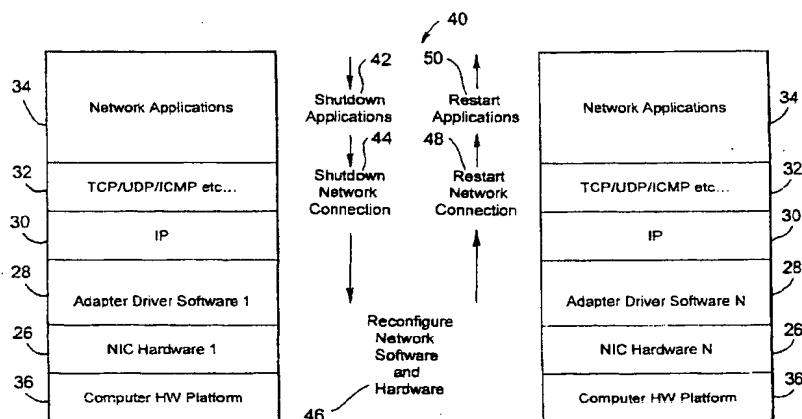 40
42
50
34
Network Applications
Shutdown
Applications
Restart
Applications
Network Applications
34
44
48
32
TCP/UDP/ICMP etc...
Shutdown
Network
Connection
Restart
Network
Connection
TCP/UDP/ICMP etc...
32
30
IP
IP
30
28
Adapter Driver Software 1
Adapter Driver Software N
28
Reconfigure
Network
Software
and
Hardware
26
NIC Hardware 1
NIC Hardware N
26
36
Computer HW Platform
46
Computer HW Platform
36